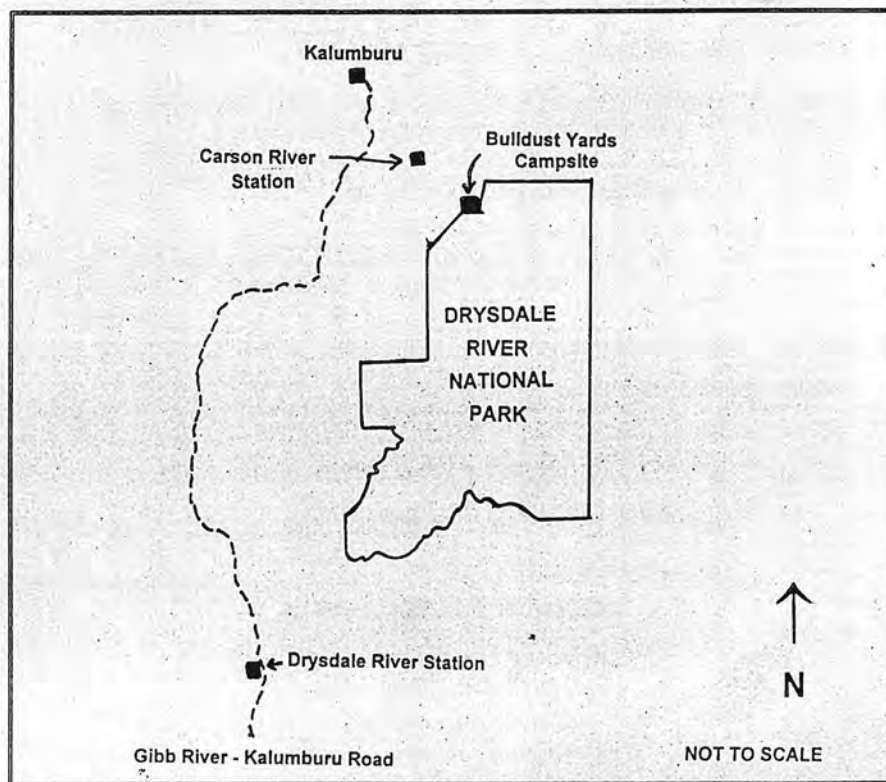 Kalumburu
Carson River
Station
Bulldust Yards
Campsite
DRYSDALE
RIVER
NATIONAL
PARK
Drysdale River Station
N
Gibb River - Kalumburu Road
NOT TO SCALE